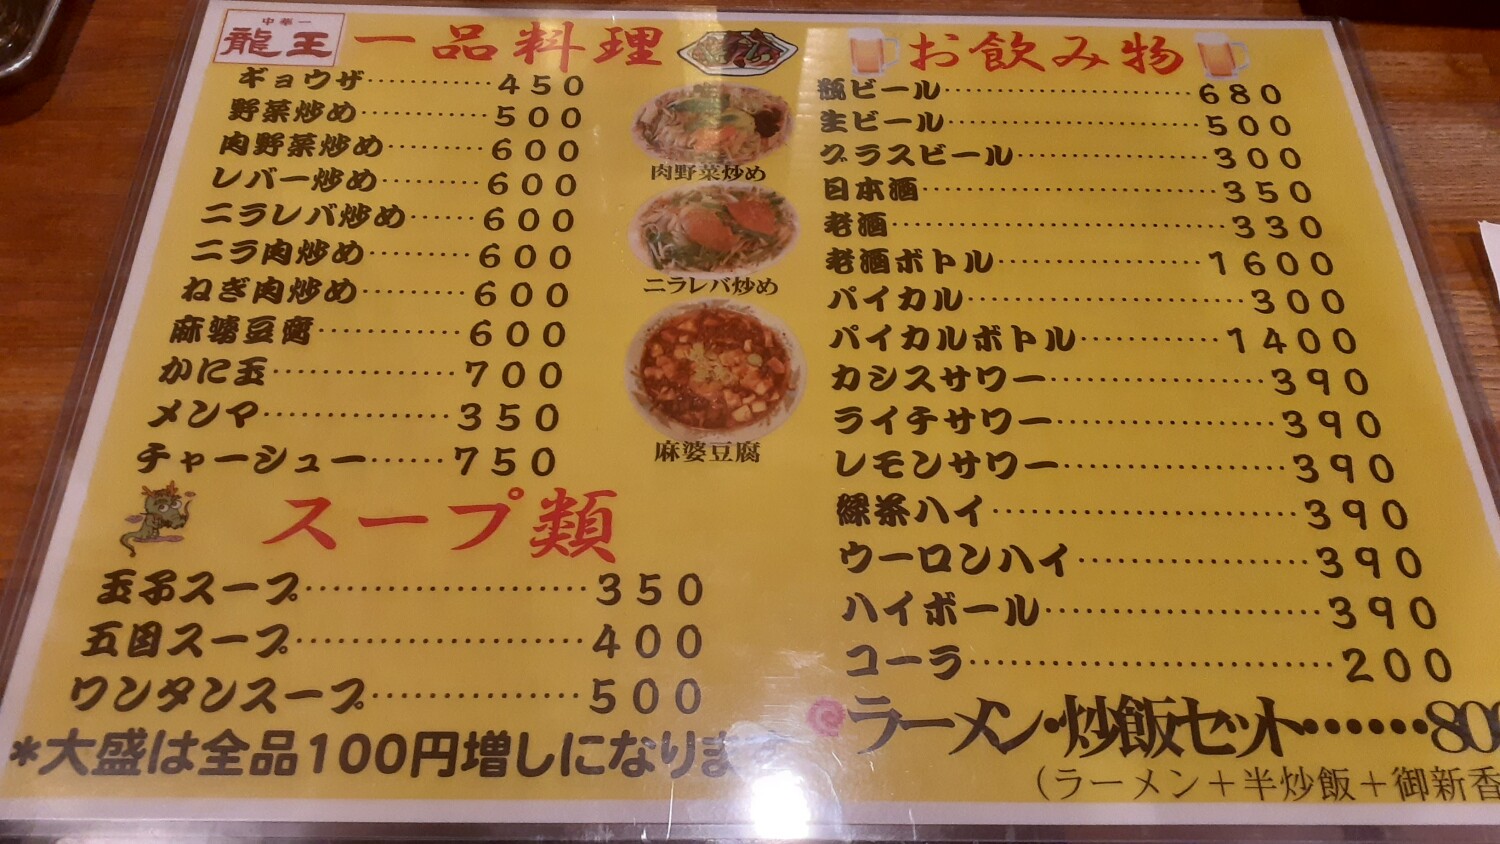 中華一
龍王
一品料理
ギョウザ………………450
野菜炒め………………500
肉野菜炒め……………600
レバー炒め……………600
ニラレバ炒め…………600
ニラ肉炒め……………600
ねぎ肉炒め……………600
麻婆豆腐………………600
かに玉…………………700
メンマ…………………350
チャーシュー…………750
肉野菜炒め
ニラレバ炒め
麻婆豆腐
スープ類
玉子スープ……………………350
五目スープ……………………400
ワンタンスープ………………500
*大盛は全品100円増しになりま
お飲み物
瓶ビール………………………680
生ビール………………………500
グラスビール…………………300
日本酒…………………………350
老酒……………………………330
老酒ボトル……………………1600
パイカル………………………300
パイカルボトル………………1400
カシスサワー…………………390
ライチサワー…………………390
レモンサワー…………………390
緑茶ハイ………………………390
ウーロンハイ…………………390
ハイボール……………………390
コーラ…………………………200
ラーメン・炒飯セット……80
(ラーメン+半炒飯+御新香